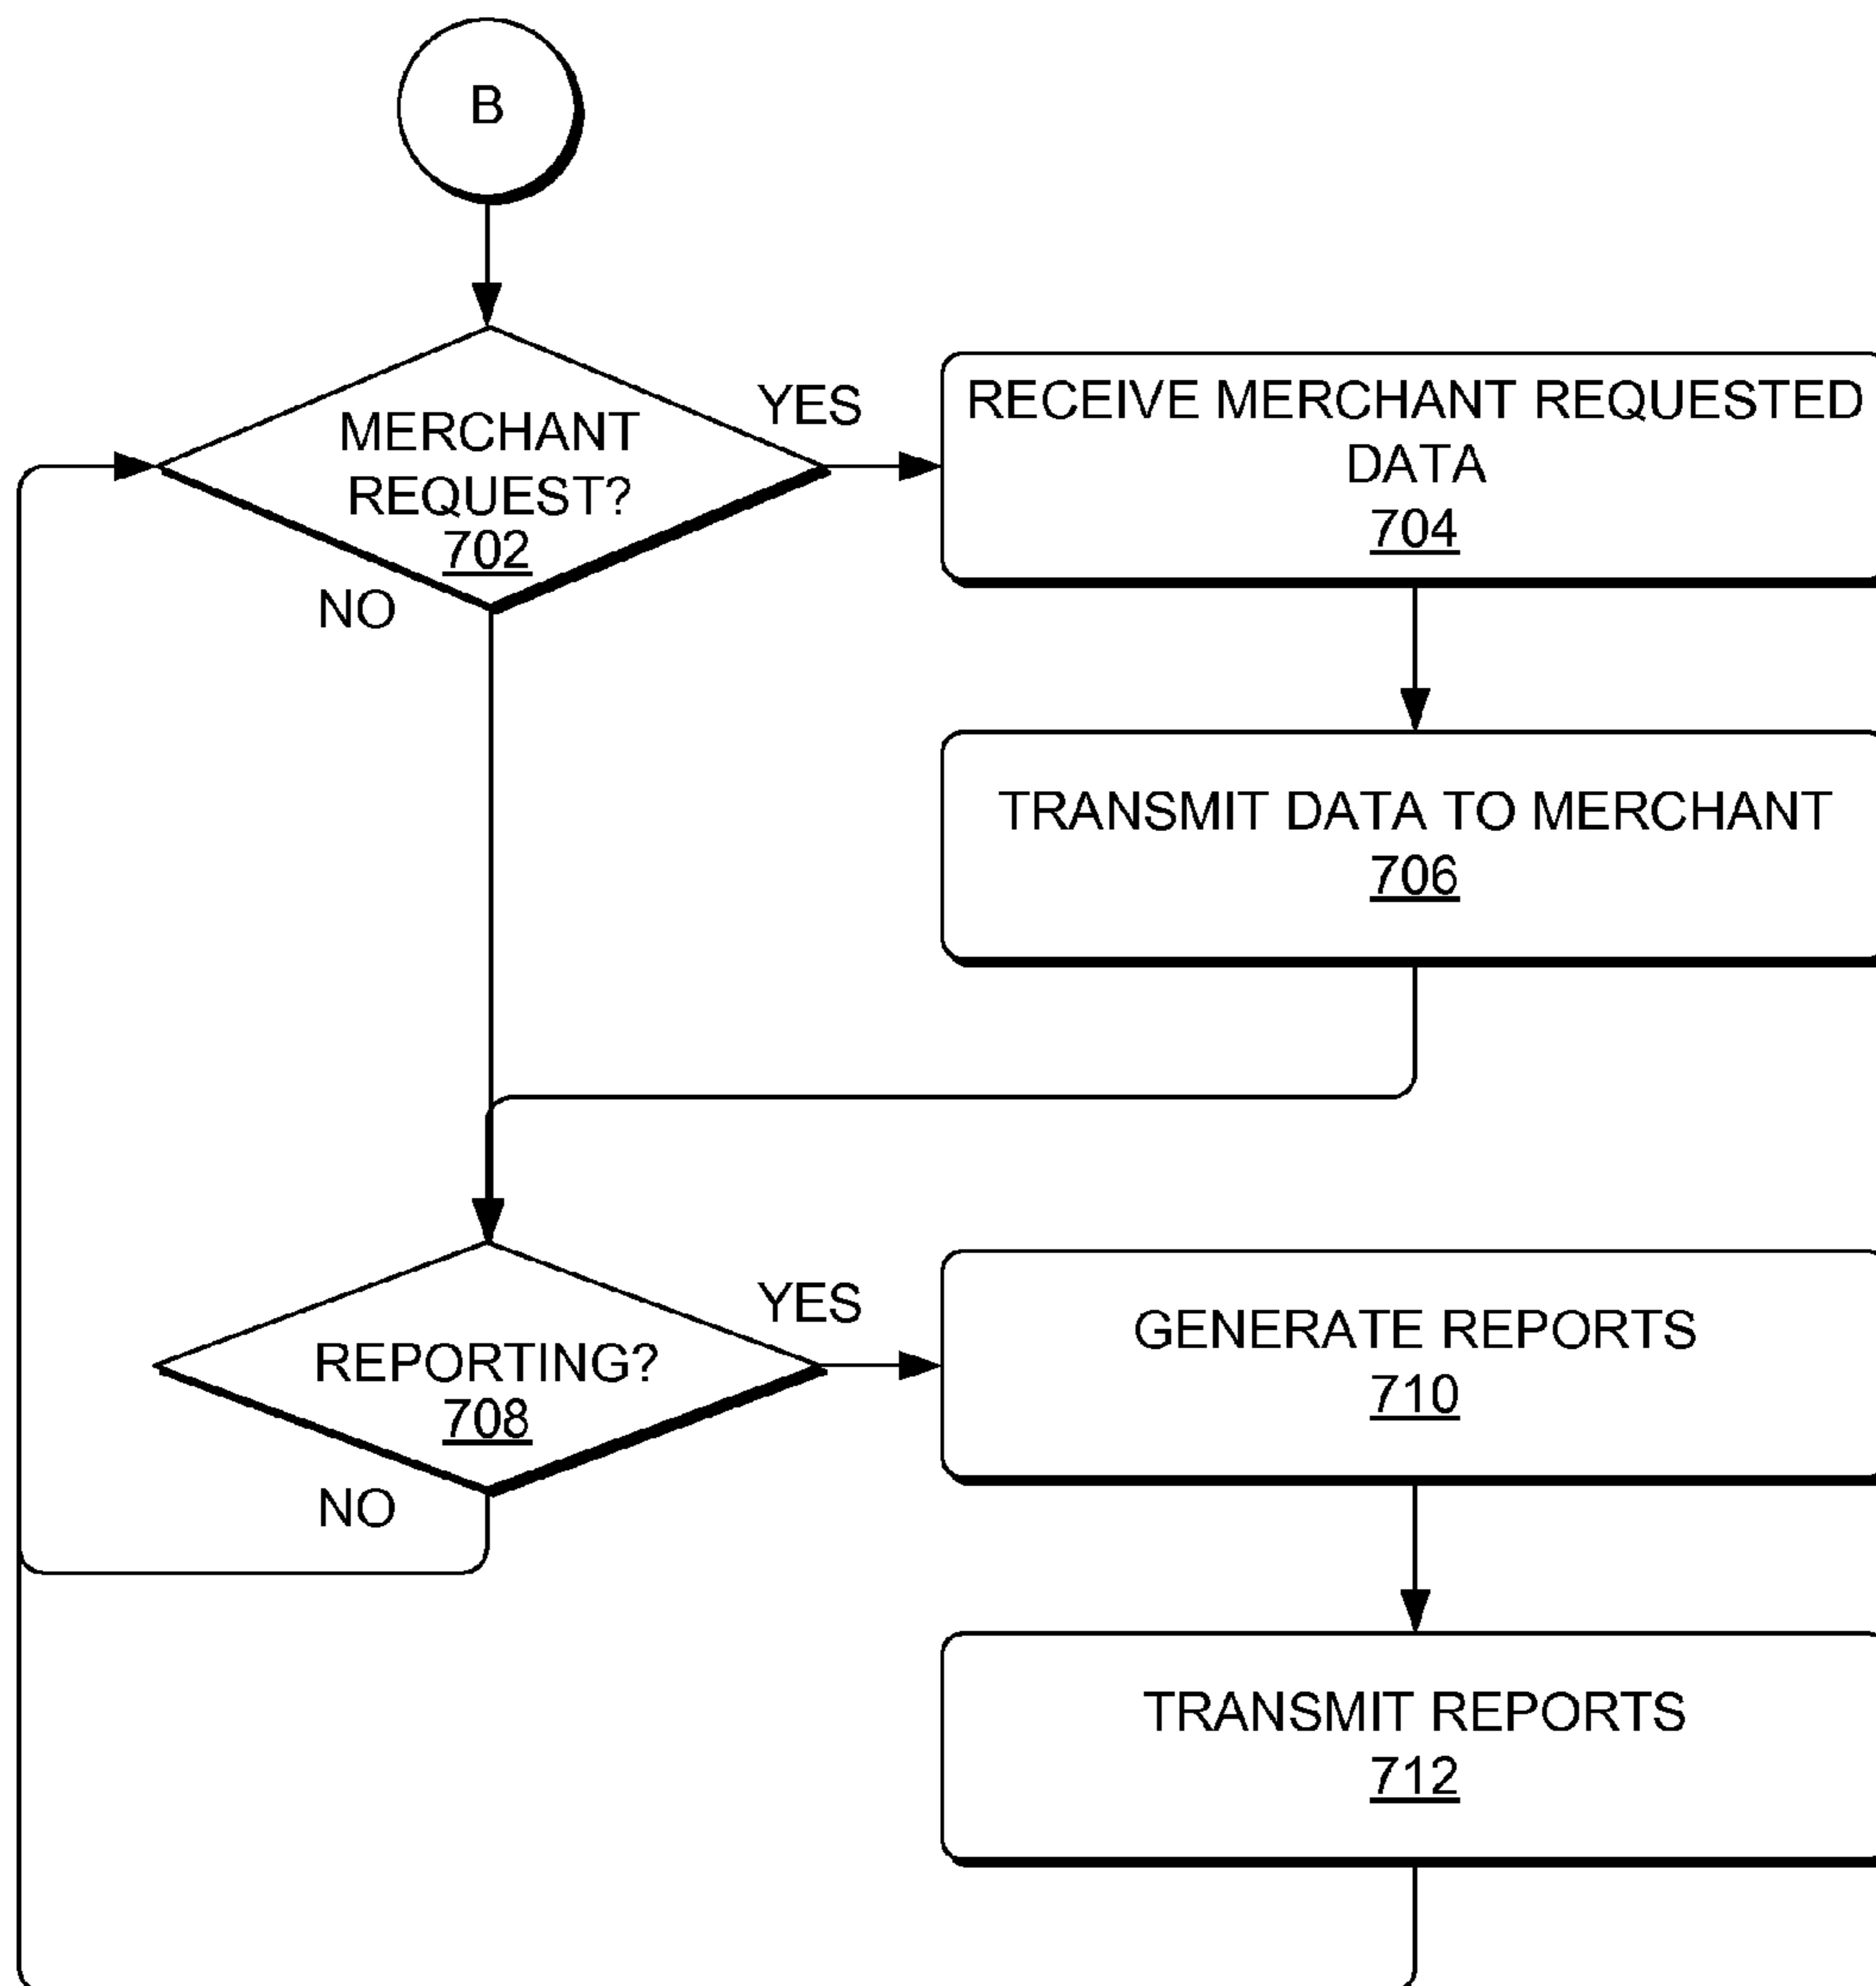 B
MERCHANT
REQUEST?
702
YES
NO
RECEIVE MERCHANT REQUESTED
DATA
704
TRANSMIT DATA TO MERCHANT
706
REPORTING?
708
YES
NO
GENERATE REPORTS
710
TRANSMIT REPORTS
712